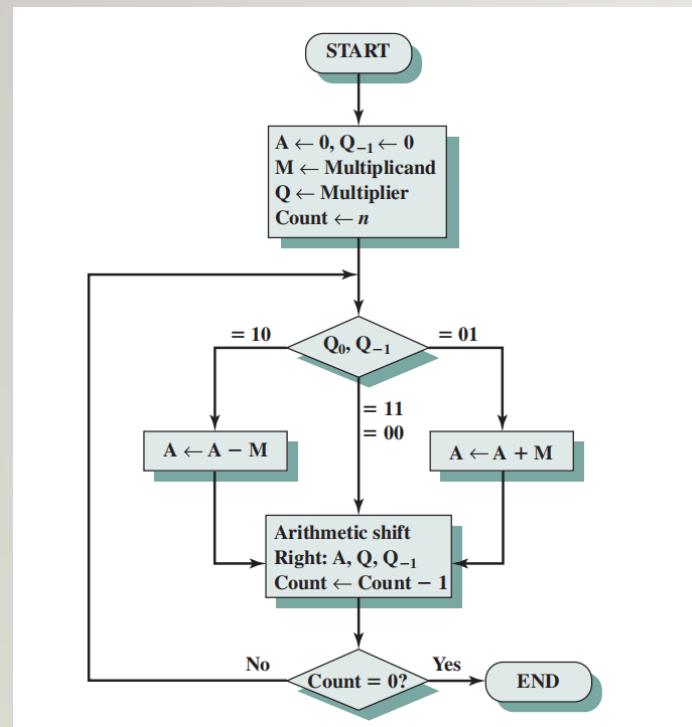 START
A ← 0, Q₋₁ ← 0
M ← Multiplicand
Q ← Multiplier
Count ← n
= 10
Q₀, Q₋₁
= 01
= 11
= 00
A ← A − M
A ← A + M
Arithmetic shift
Right: A, Q, Q₋₁
Count ← Count − 1
No
Count = 0?
Yes
END